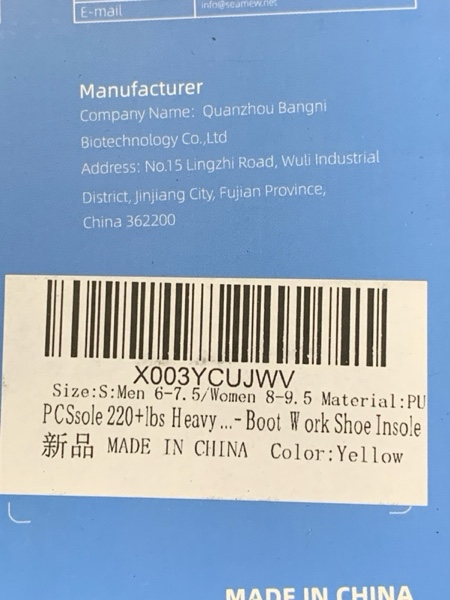 E-mail
info@seamew.net
Manufacturer
Company Name: Quanzhou Bangni
Biotechnology Co.,Ltd
Address: No.15 Lingzhi Road, Wuli Industrial
District, Jinjiang City, Fujian Province,
China 362200
X003YCUJWV
Size:S:Men 6-7.5/Women 8-9.5 Material:PU
PCSsole 220+lbs Heavy...-Boot Work Shoe Insole
新品 MADE IN CHINA Color:Yellow
MADE IN CHINA